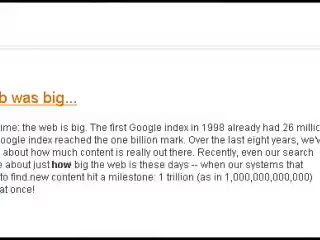 b was big...
ime: the web is big. The first Google index in 1998 already had 26 millio
oogle index reached the one billion mark. Over the last eight years, we'v
about how much content is really out there. Recently, even our search
e about just how big the web is these days -- when our systems that
to find new content hit a milestone: 1 trillion (as in 1,000,000,000,000)
at once!